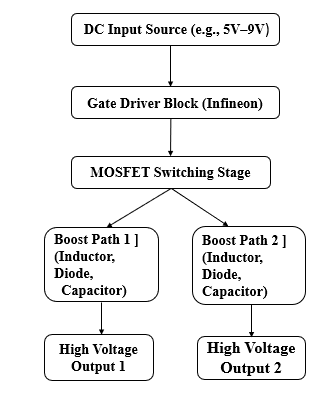 DC Input Source (e.g., 5V–9V)
Gate Driver Block (Infineon)
MOSFET Switching Stage
Boost Path 1 ]
(Inductor,
Diode,
Capacitor)
Boost Path 2 ]
(Inductor,
Diode,
Capacitor)
High Voltage
Output 1
High Voltage
Output 2